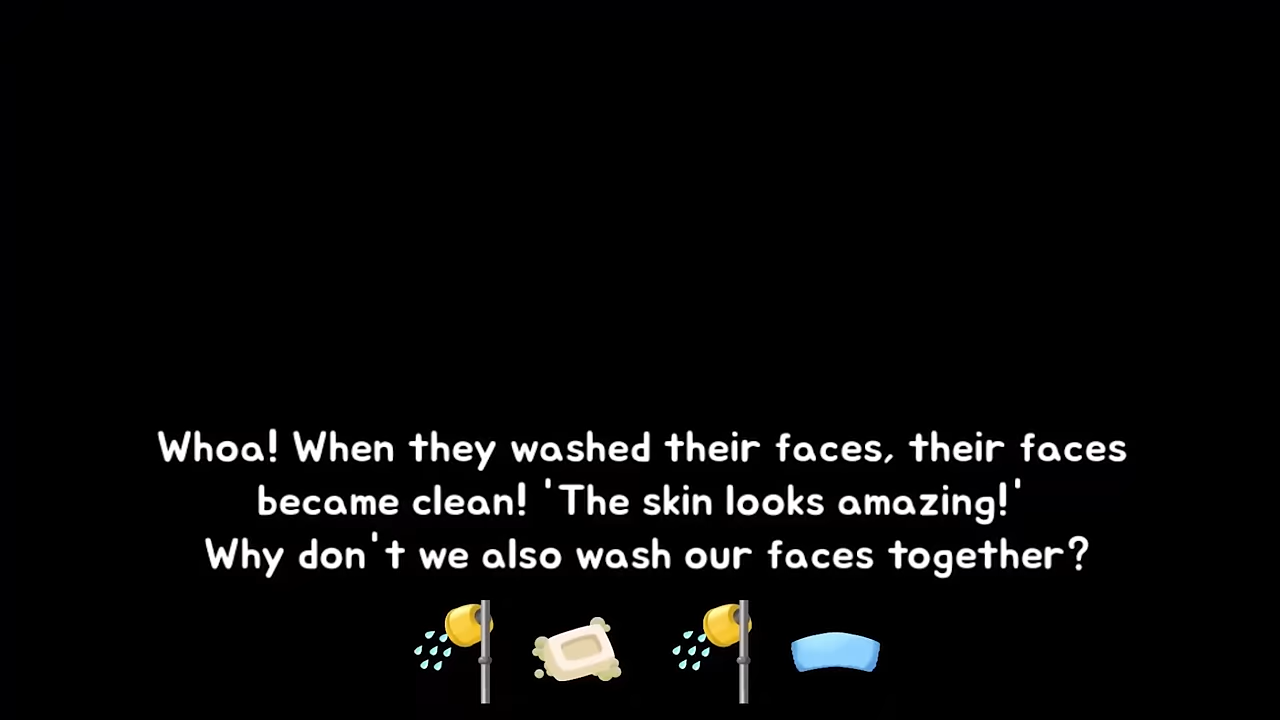 Whoa! When they washed their faces, their faces
became clean! 'The skin looks amazing!'
Why don't we also wash our faces together?